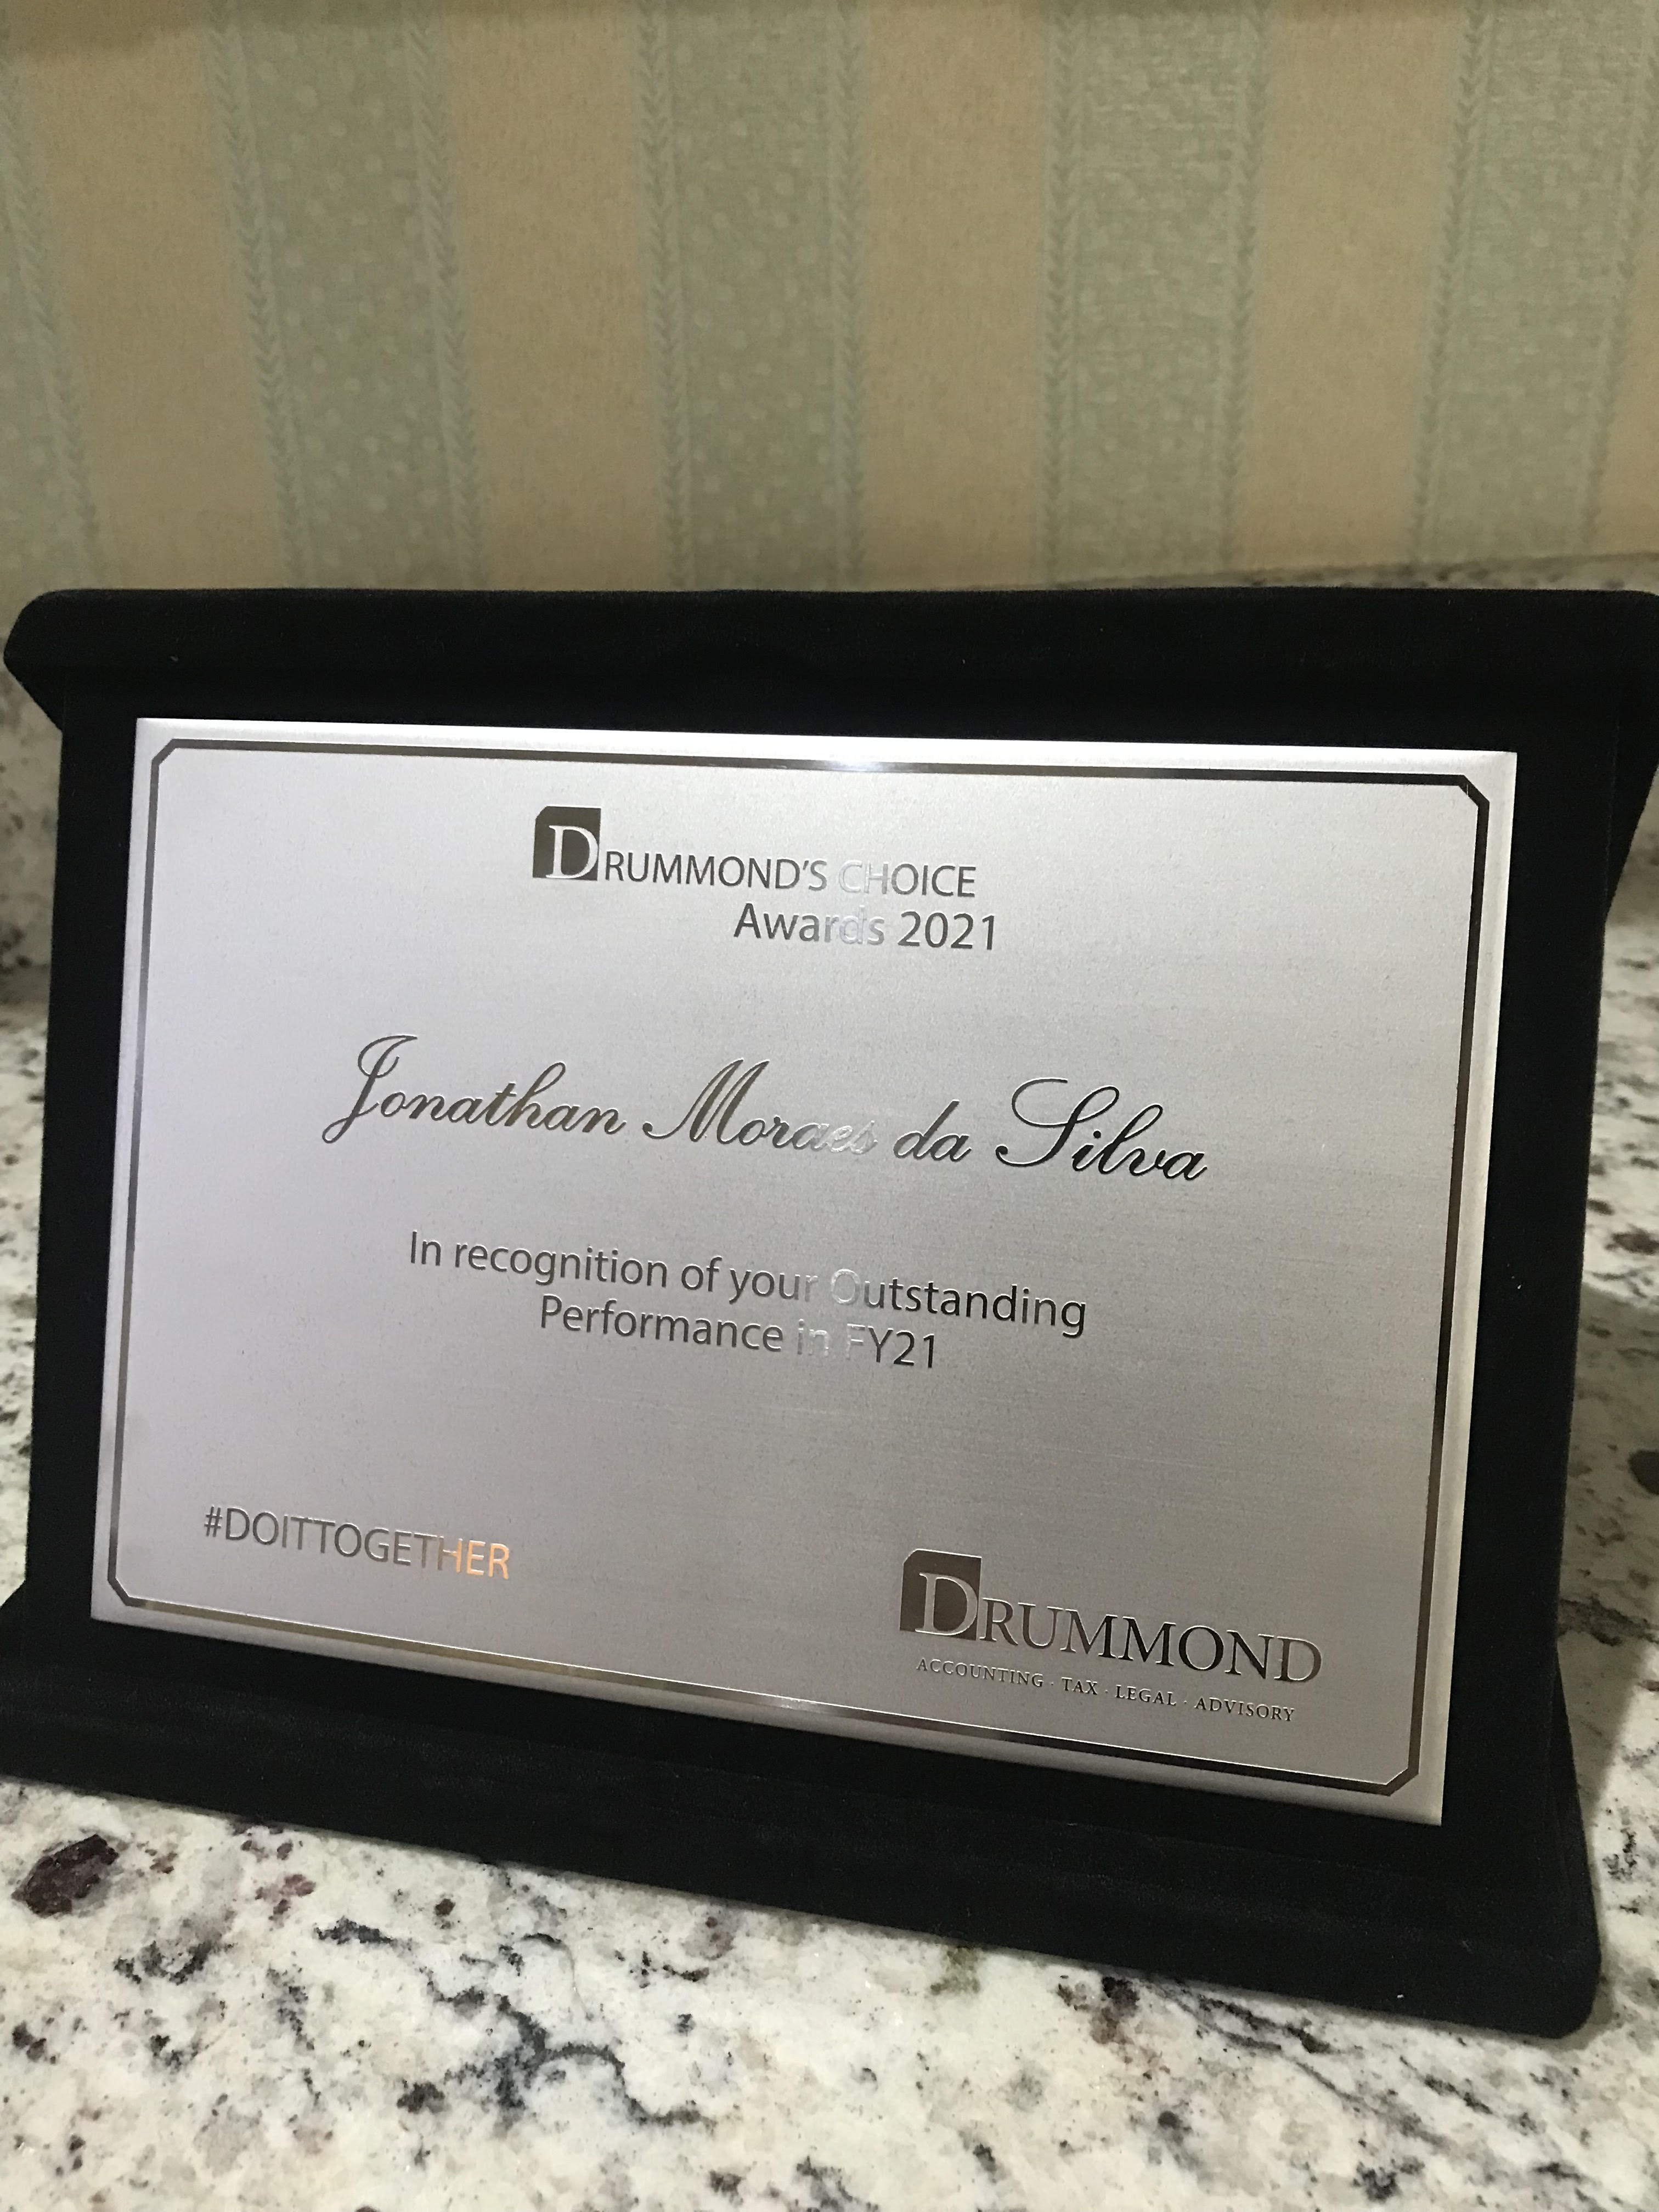 DRUMMOND'S CHOICE
Awards 2021
Jonathan Moraes da Silva
In recognition of your Outstanding
Performance in FY21
#DOITTOGETHER
DRUMMOND
ACCOUNTING · TAX · LEGAL · ADVISORY